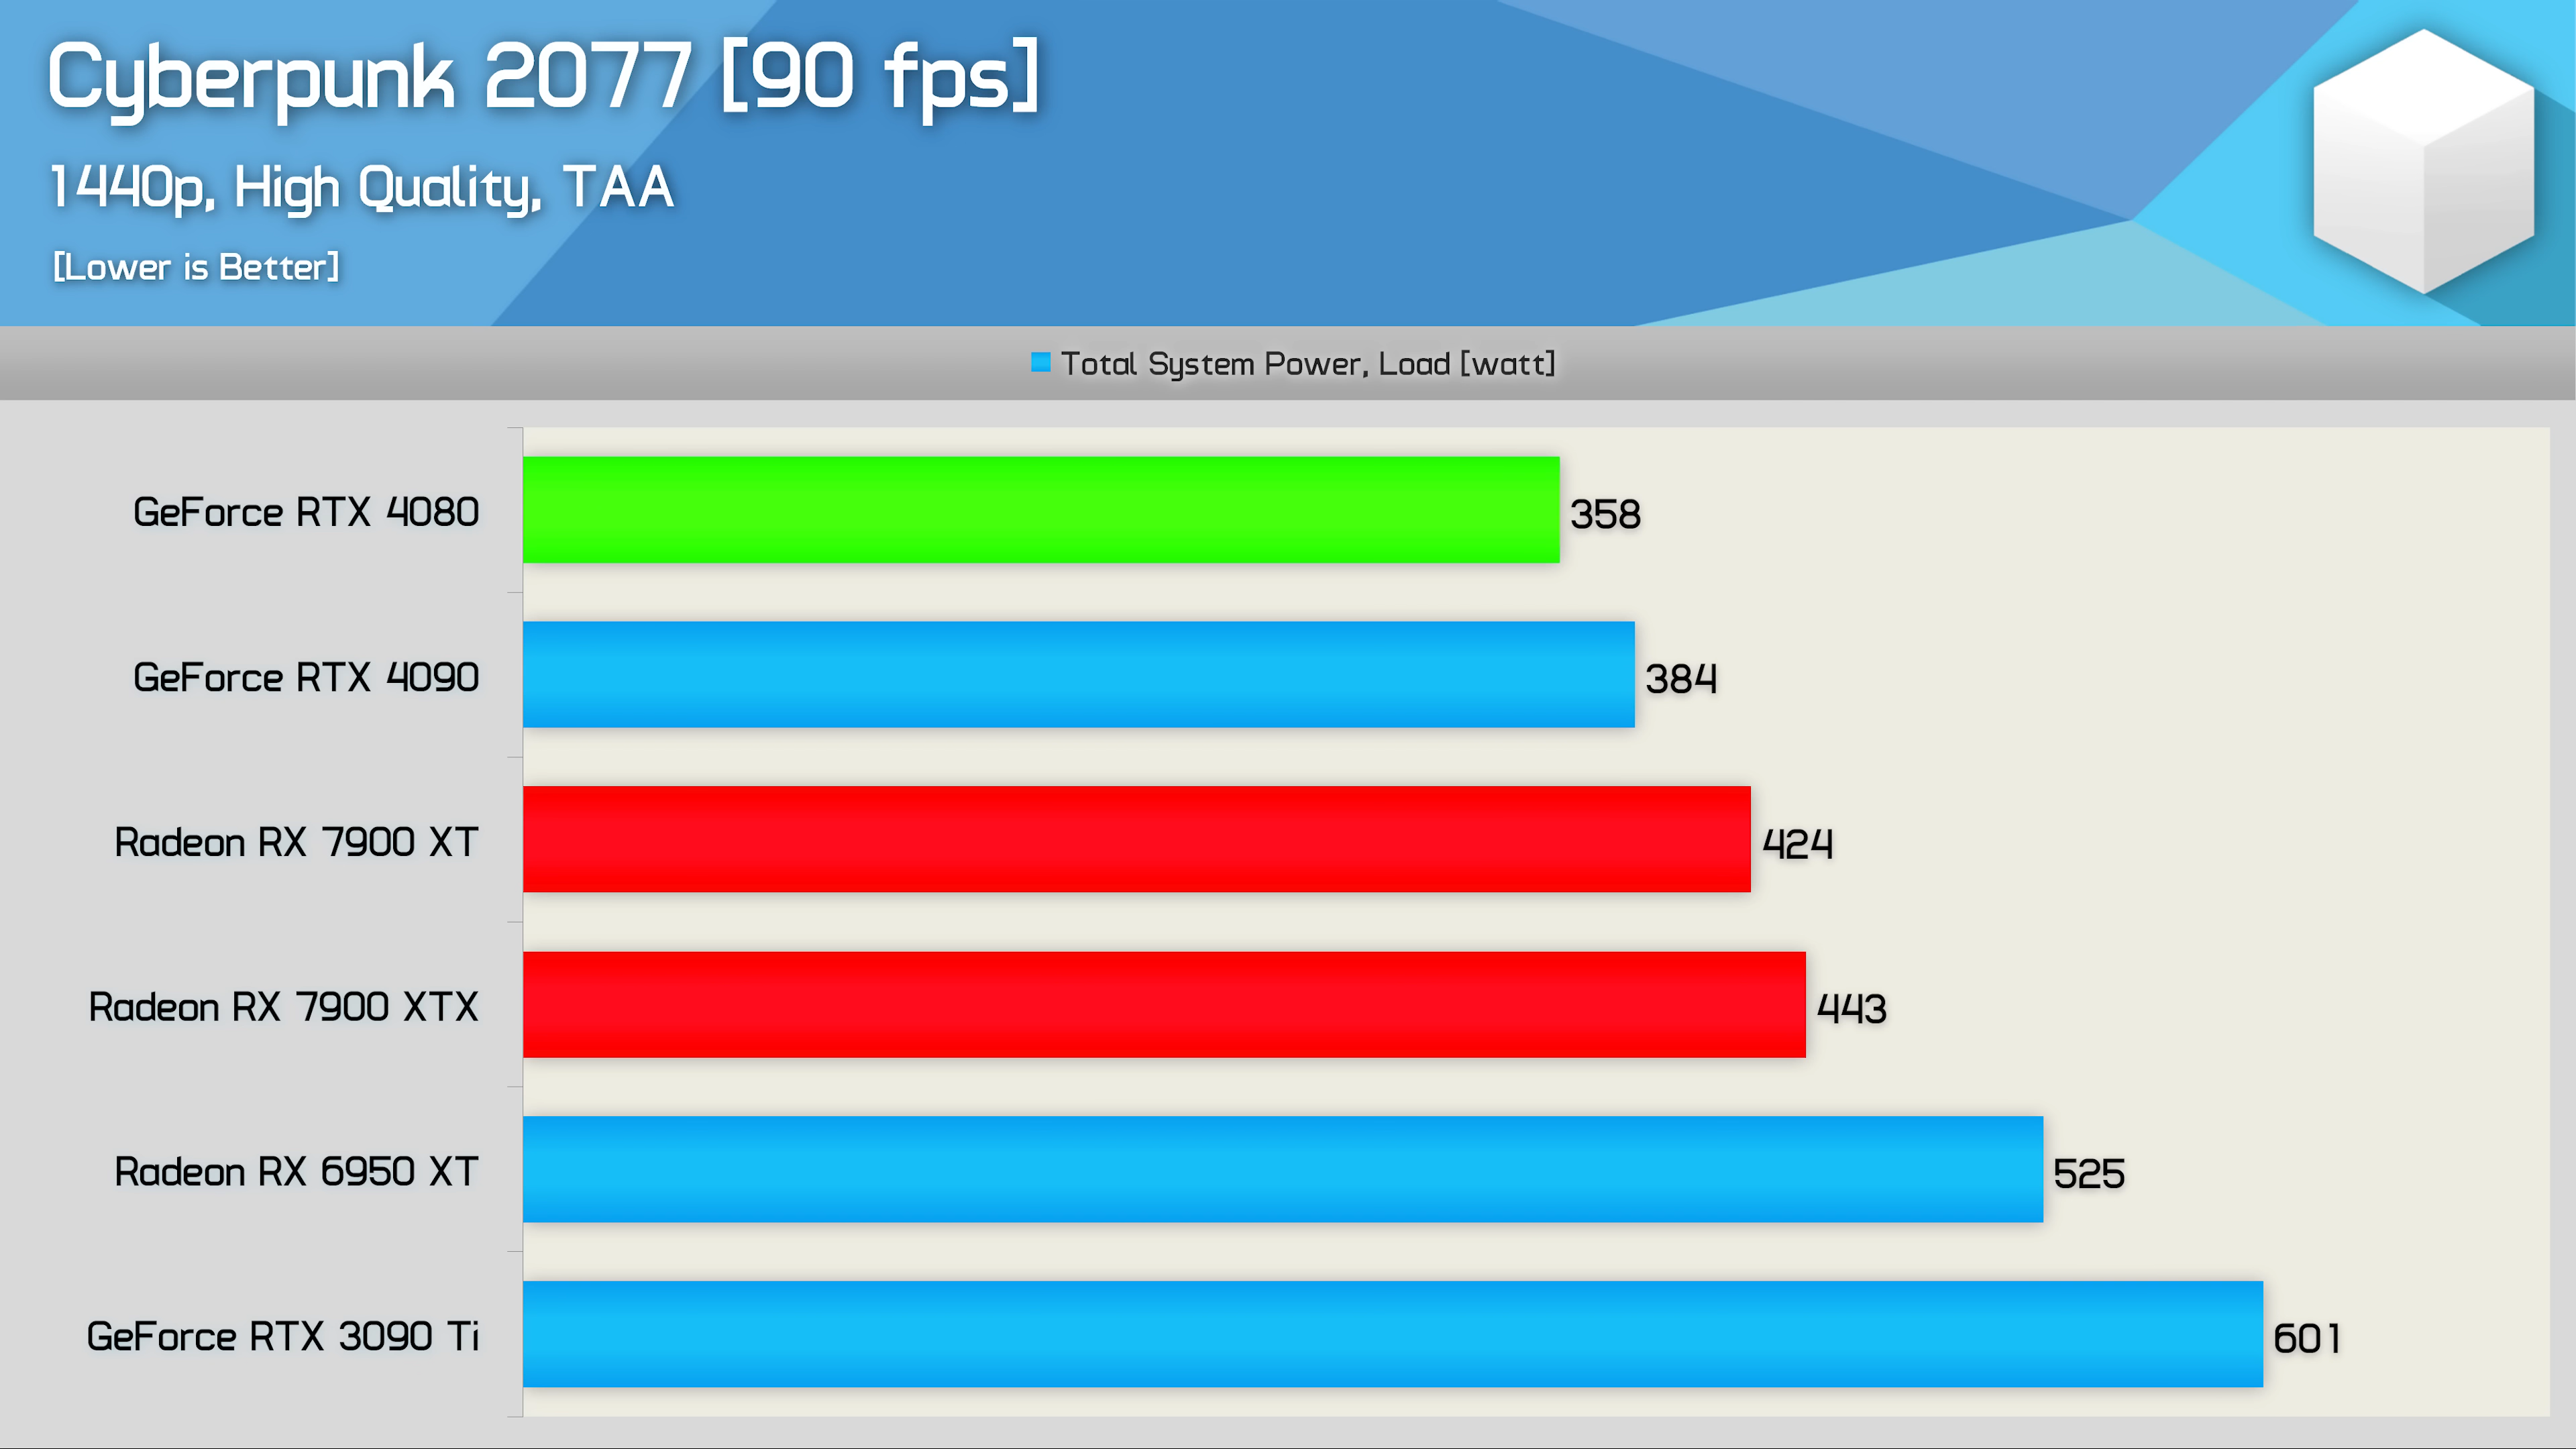 Cyberpunk 2077 [90 fps]
1440p, High Quality, TAA
[Lower is Better]
Total System Power, Load [watt]
GeForce RTX 4080 358
GeForce RTX 4090 384
Radeon RX 7900 XT 424
Radeon RX 7900 XTX 443
Radeon RX 6950 XT 525
GeForce RTX 3090 Ti 601